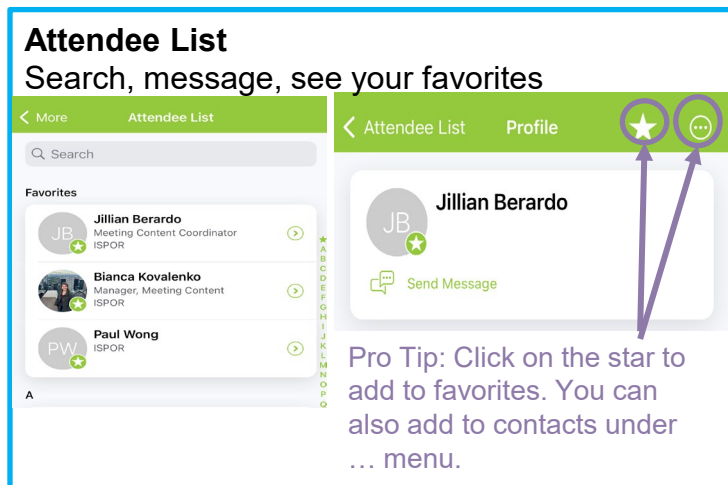 Attendee List
Search, message, see your favorites
More
Attendee List
Search
Favorites
JB
Jillian Berardo
Meeting Content Coordinator
ISPOR
Bianca Kovalenko
Manager, Meeting Content
ISPOR
PW
Paul Wong
ISPOR
A
A
B
C
D
E
F
G
H
I
J
K
L
M
N
O
P
Q
Attendee List
Profile
JB
Jillian Berardo
Send Message
Pro Tip: Click on the star to
add to favorites. You can
also add to contacts under
… menu.